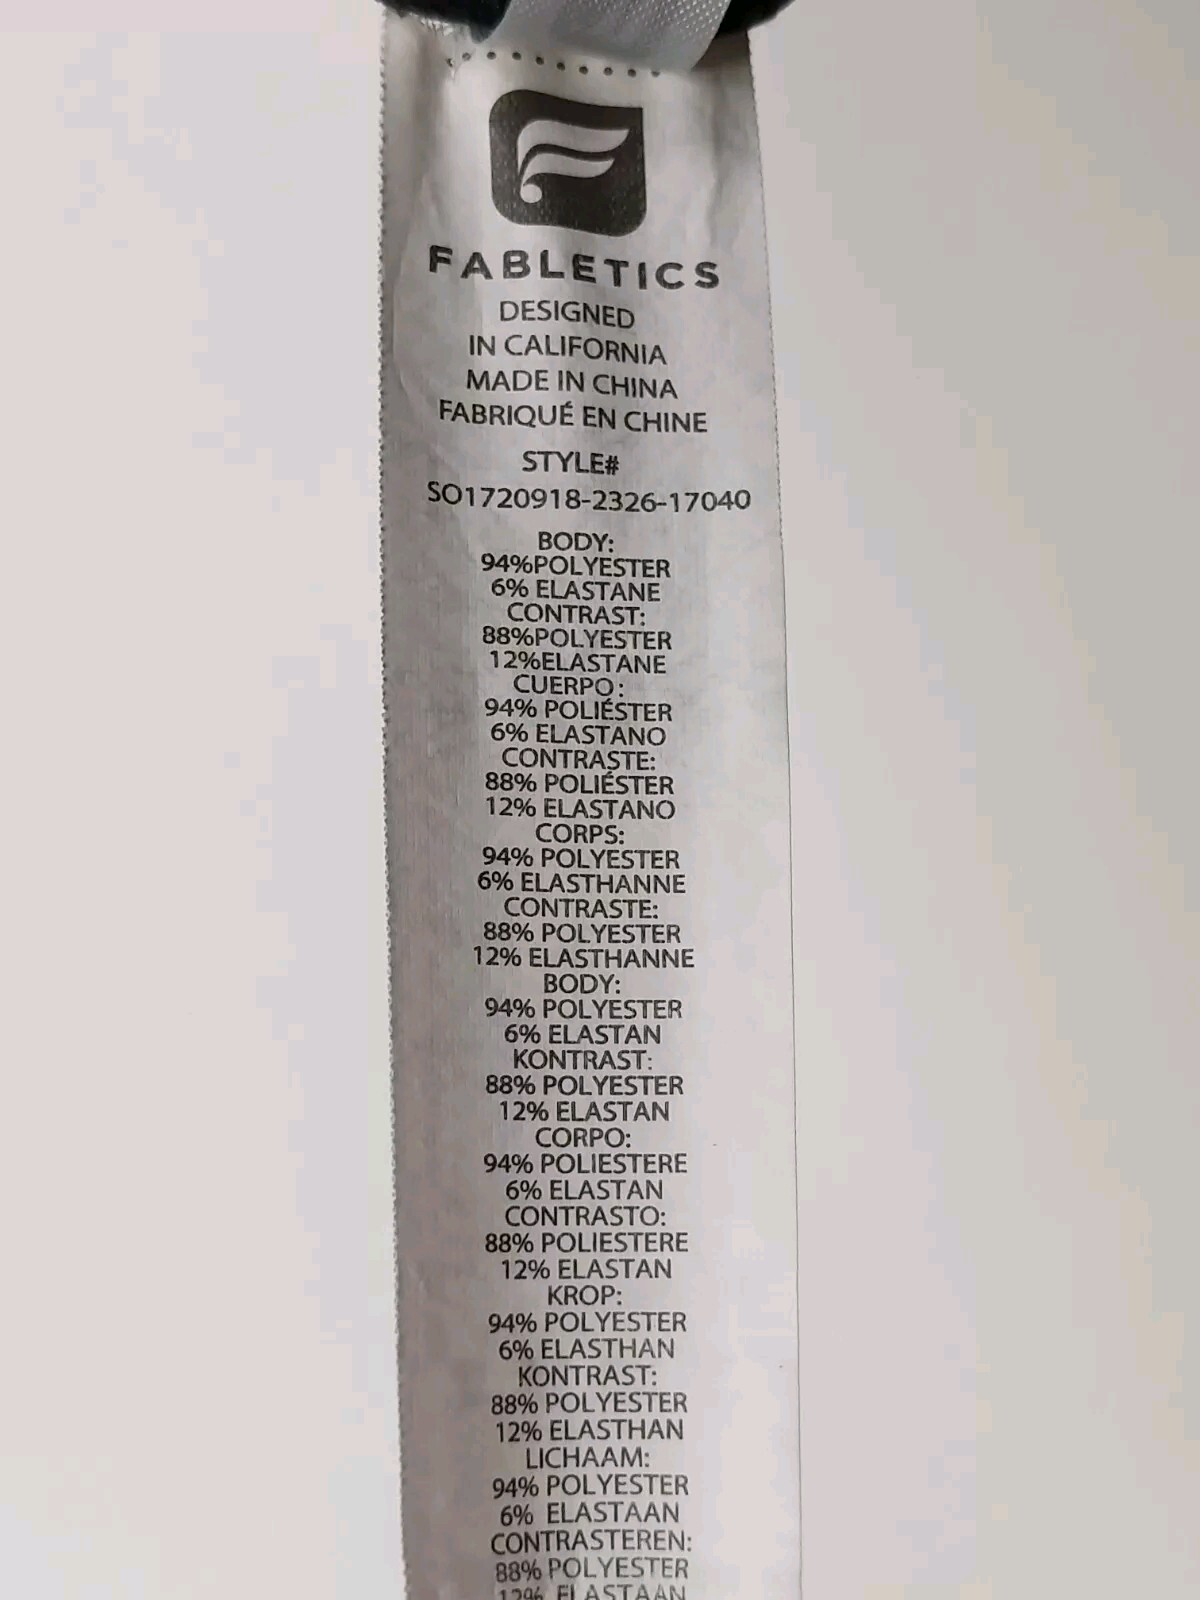 FABLETICS
DESIGNED
IN CALIFORNIA
MADE IN CHINA
FABRIQUÉ EN CHINE
STYLE#
SO1720918-2326-17040
BODY:
94%POLYESTER
6% ELASTANE
CONTRAST:
88%POLYESTER
12%ELASTANE
CUERPO:
94% POLIÉSTER
6% ELASTANO
CONTRASTE:
88% POLIÉSTER
12% ELASTANO
CORPS:
94% POLYESTER
6% ELASTHANNE
CONTRASTE:
88% POLYESTER
12% ELASTHANNE
BODY:
94% POLYESTER
6% ELASTAN
KONTRAST:
88% POLYESTER
12% ELASTAN
CORPO:
94% POLIESTERE
6% ELASTAN
CONTRASTO:
88% POLIESTERE
12% ELASTAN
KROP:
94% POLYESTER
6% ELASTHAN
KONTRAST:
88% POLYESTER
12% ELASTHAN
LICHAAM:
94% POLYESTER
6% ELASTAAN
CONTRASTEREN:
88% POLYESTER
12% ELASTAAN